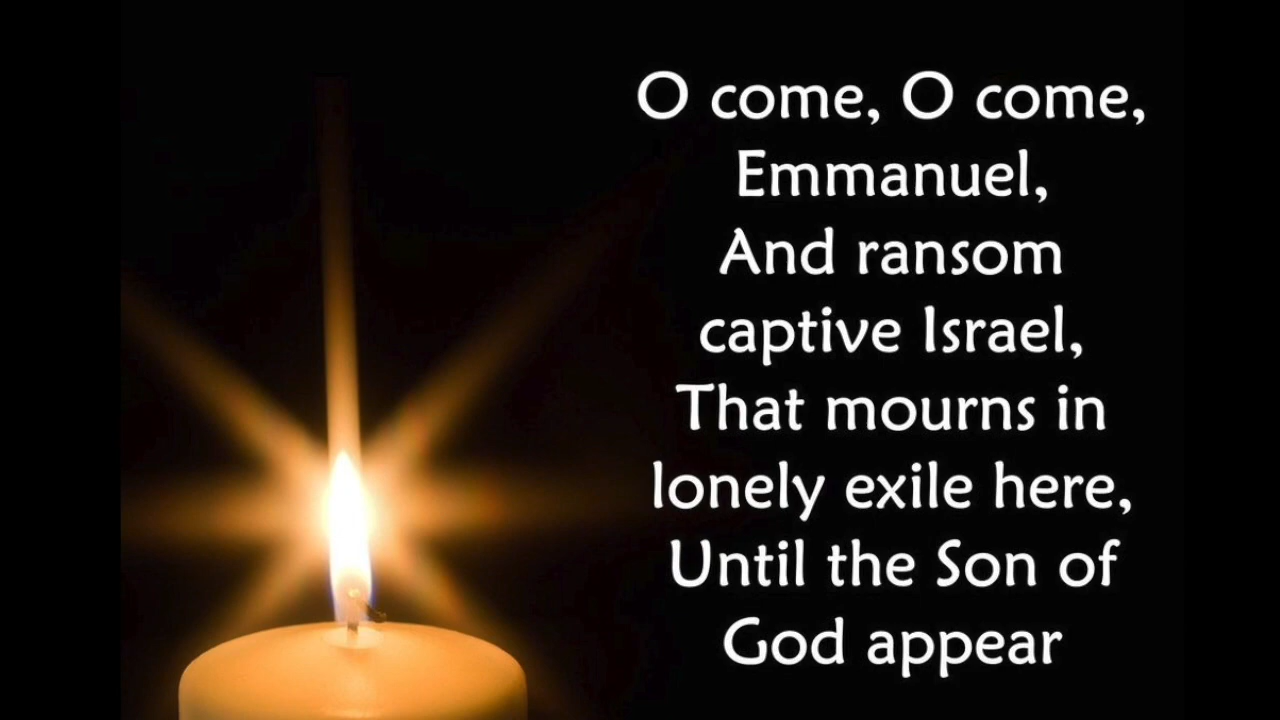 O come, O come,
Emmanuel,
And ransom
captive Israel,
That mourns in
lonely exile here,
Until the Son of
God appear